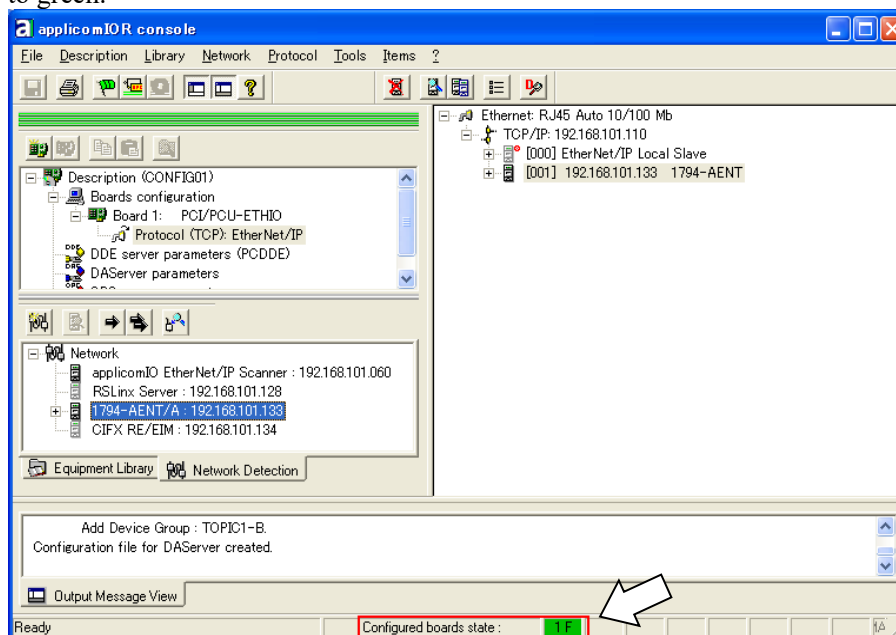 to green.
applicomIOR console
File Description Library Network Protocol Tools Items ?
Ethernet: RJ45 Auto 10/100 Mb
TCP/IP: 192.168.101.110
[000] EtherNet/IP Local Slave
[001] 192.168.101.133 1794-AENT
Description (CONFIG01)
Boards configuration
Board 1: PCI/PCU-ETHIO
Protocol (TCP): EtherNet/IP
DDE server parameters (PCDDE)
DAServer parameters
Network
applicomIO EtherNet/IP Scanner : 192.168.101.060
RSLinx Server : 192.168.101.128
1794-AENT/A : 192.168.101.133
CIFX RE/EIM : 192.168.101.134
Equipment Library Network Detection
Add Device Group : TOPIC1-B.
Configuration file for DAServer created.
Output Message View
Ready Configured boards state : 1 F